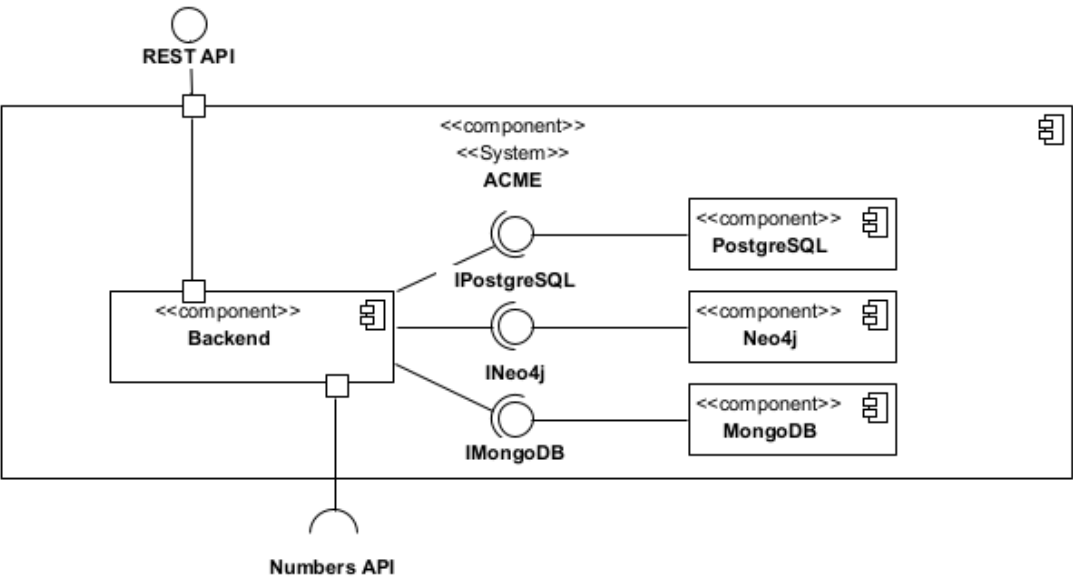 REST API
<<component>>
<<System>>
ACME
<<component>>
PostgreSQL
IPostgreSQL
<<component>>
Backend
<<component>>
Neo4j
INeo4j
<<component>>
MongoDB
IMongoDB
Numbers API